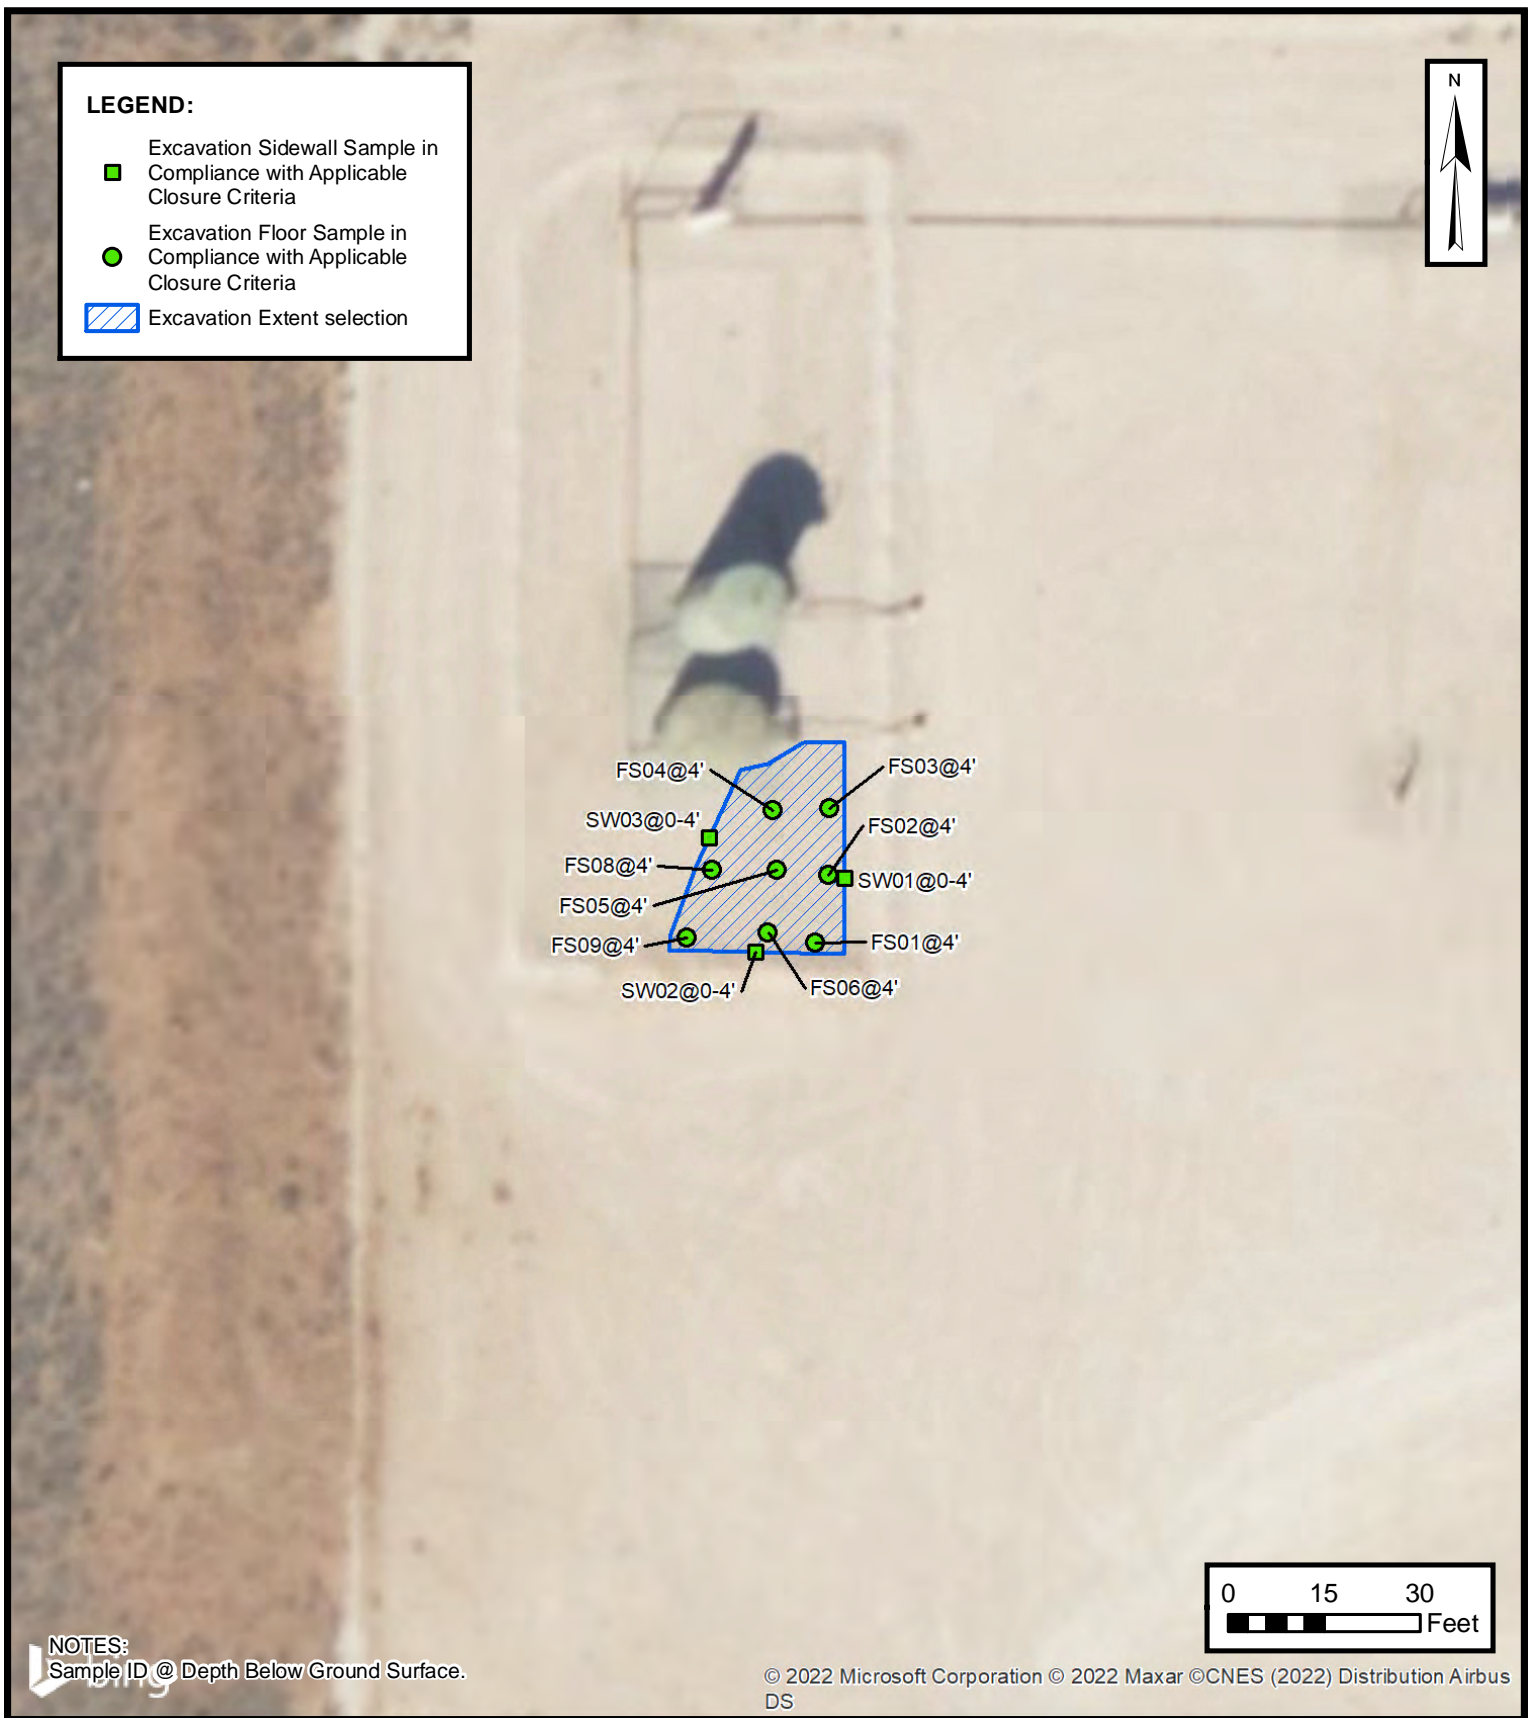 LEGEND:
Excavation Sidewall Sample in
Compliance with Applicable
Closure Criteria
Excavation Floor Sample in
Compliance with Applicable
Closure Criteria
Excavation Extent selection
N
FS04@4'
FS03@4'
SW03@0-4'
FS02@4'
FS08@4'
SW01@0-4'
FS05@4'
FS09@4'
FS01@4'
SW02@0-4'
FS06@4'
0 15 30
Feet
NOTES:
Sample ID @ Depth Below Ground Surface.
bing
© 2022 Microsoft Corporation © 2022 Maxar ©CNES (2022) Distribution Airbus
DS